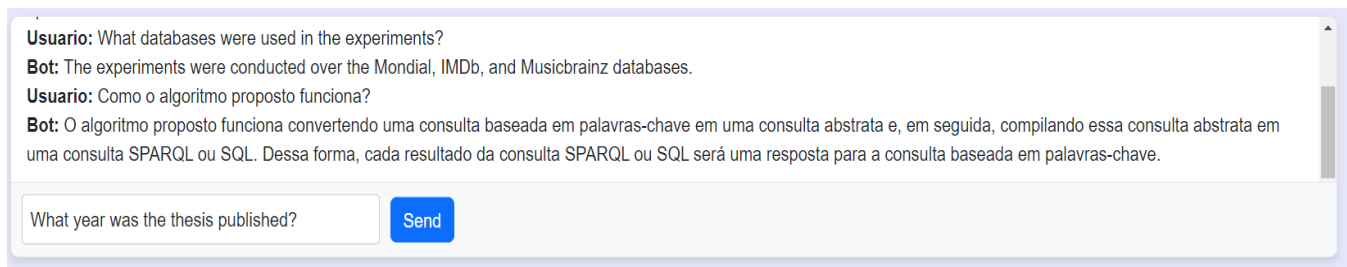 Usuario: What databases were used in the experiments?
Bot: The experiments were conducted over the Mondial, IMDb, and Musicbrainz databases.
Usuario: Como o algoritmo proposto funciona?
Bot: O algoritmo proposto funciona convertendo uma consulta baseada em palavras-chave em uma consulta abstrata e, em seguida, compilando essa consulta abstrata em
uma consulta SPARQL ou SQL. Dessa forma, cada resultado da consulta SPARQL ou SQL será uma resposta para a consulta baseada em palavras-chave.
What year was the thesis published?
Send